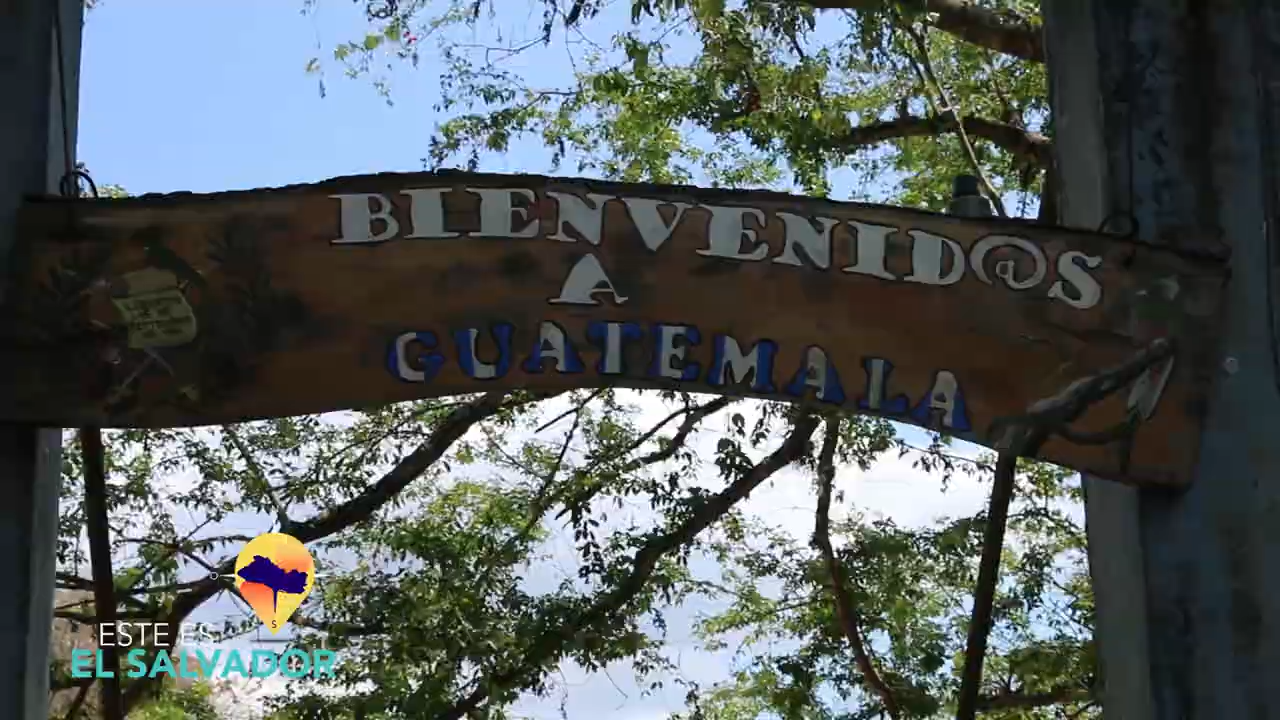 BIENVENID@S
A
GUATEMALA
ESTE ES
EL SALVADOR